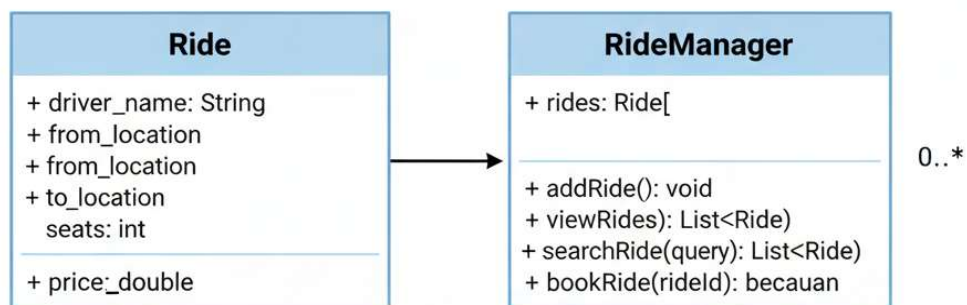 Ride
+ driver_name: String
+ from_location
+ from_location
+ to_location
seats: int
+ price:_double
RideManager
+ rides: Ride[
+ addRide(): void
+ viewRides): List<Ride)
+ searchRide(query): List<Ride)
+ bookRide(rideId): becauan
0..*